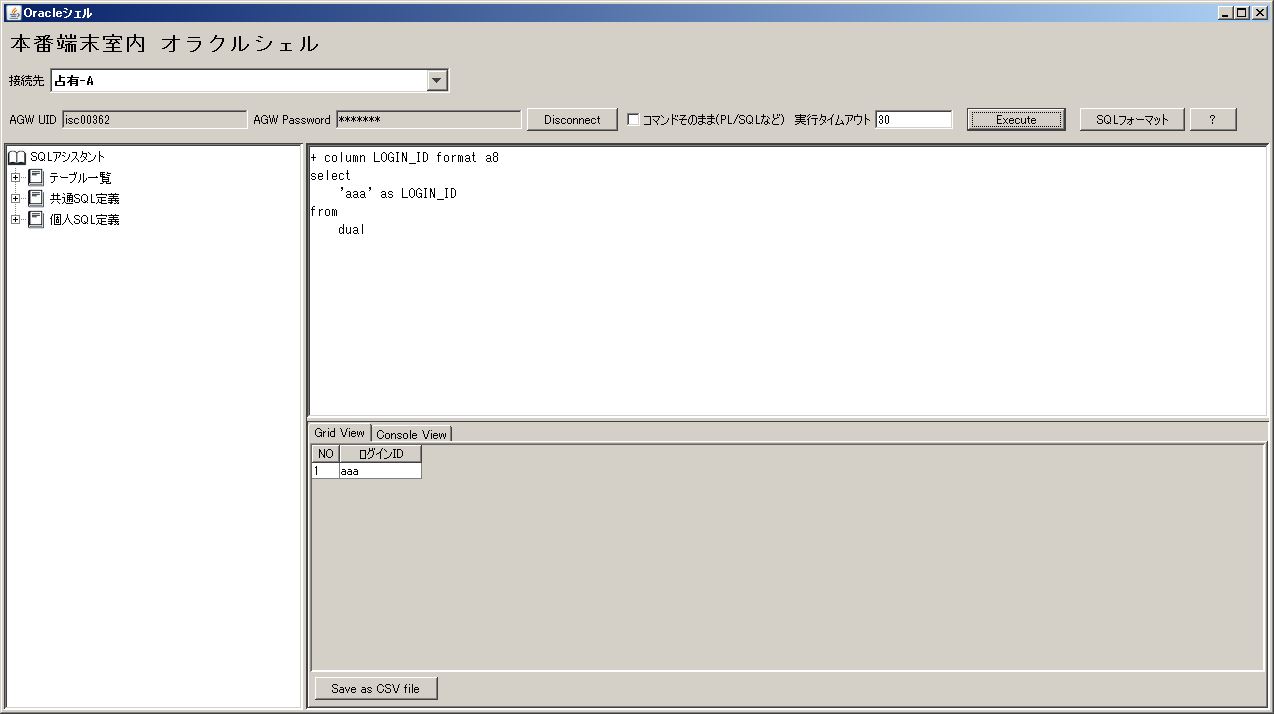 Oracleシェル
本番端末室内 オラクルシェル
接続先 占有-A
AGW UID isc00362 AGW Password ******* Disconnect コマンドそのまま(PL/SQLなど) 実行タイムアウト 30 Execute SQLフォーマット ?
SQLアシスタント
テーブル一覧
共通SQL定義
個人SQL定義
+ column LOGIN_ID format a8
select
'aaa' as LOGIN_ID
from
dual
Grid View Console View
NO ログインID
1 aaa
Save as CSV file